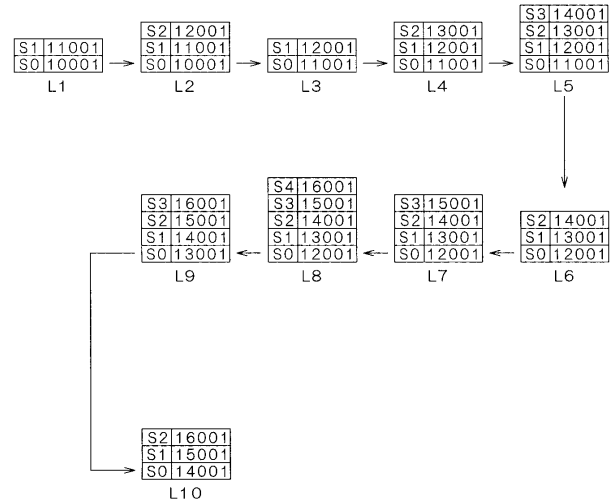 S1 11001
S0 10001
L1
S2 12001
S1 11001
S0 10001
L2
S1 12001
S0 11001
L3
S2 13001
S1 12001
S0 11001
L4
S3 14001
S2 13001
S1 12001
S0 11001
L5
S2 14001
S1 13001
S0 12001
L6
S3 15001
S2 14001
S1 13001
S0 12001
L7
S4 16001
S3 15001
S2 14001
S1 13001
S0 12001
L8
S3 16001
S2 15001
S1 14001
S0 13001
L9
S2 16001
S1 15001
S0 14001
L10